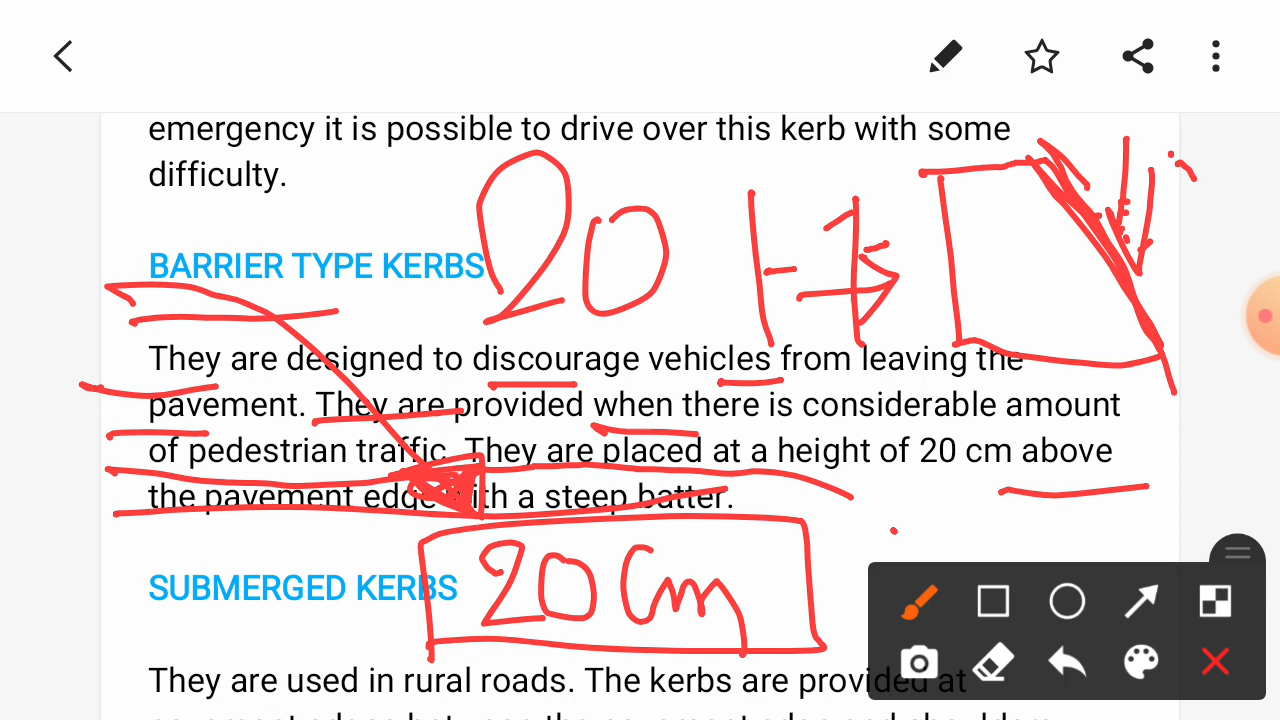 emergency it is possible to drive over this kerb with some
difficulty.
BARRIER TYPE KERBS
20
They are designed to discourage vehicles from leaving the
pavement. They are provided when there is considerable amount
of pedestrian traffic. They are placed at a height of 20 cm above
the pavement edge with a steep batter.
20 Cm
SUBMERGED KERBS
They are used in rural roads. The kerbs are provided at